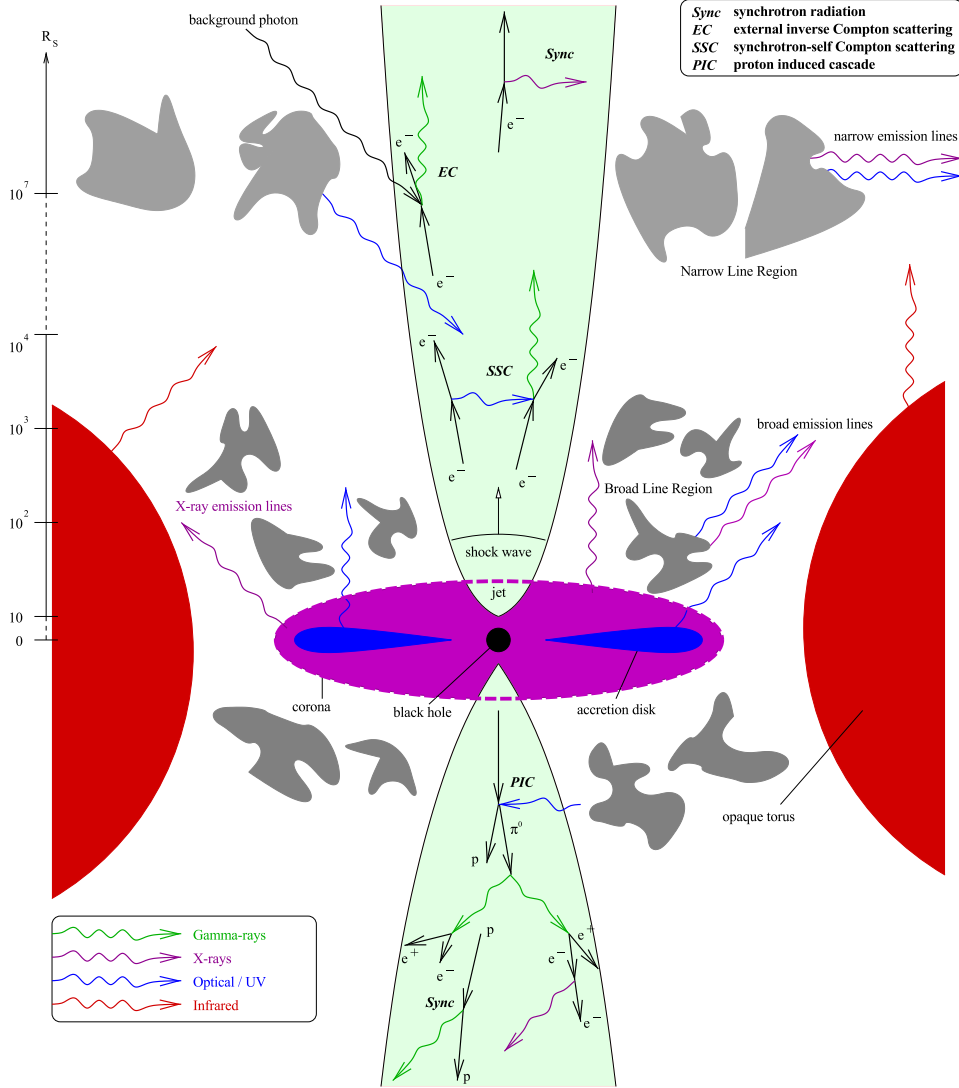 background photon
Sync synchrotron radiation
EC external inverse Compton scattering
SSC synchrotron-self Compton scattering
PIC proton induced cascade
R_S
Sync
e^-
e^-
EC
narrow emission lines
10^7
Narrow Line Region
e^-
10^4
e^-
SSC
e^-
10^3
broad emission lines
e^-
e^-
Broad Line Region
X-ray emission lines
10^2
shock wave
jet
10
0
corona
black hole
accretion disk
PIC
opaque torus
π^0
p
Gamma-rays
p
e^+
X-rays
e^+
e^-
e^-
Optical / UV
Sync
Infrared
e^-
p